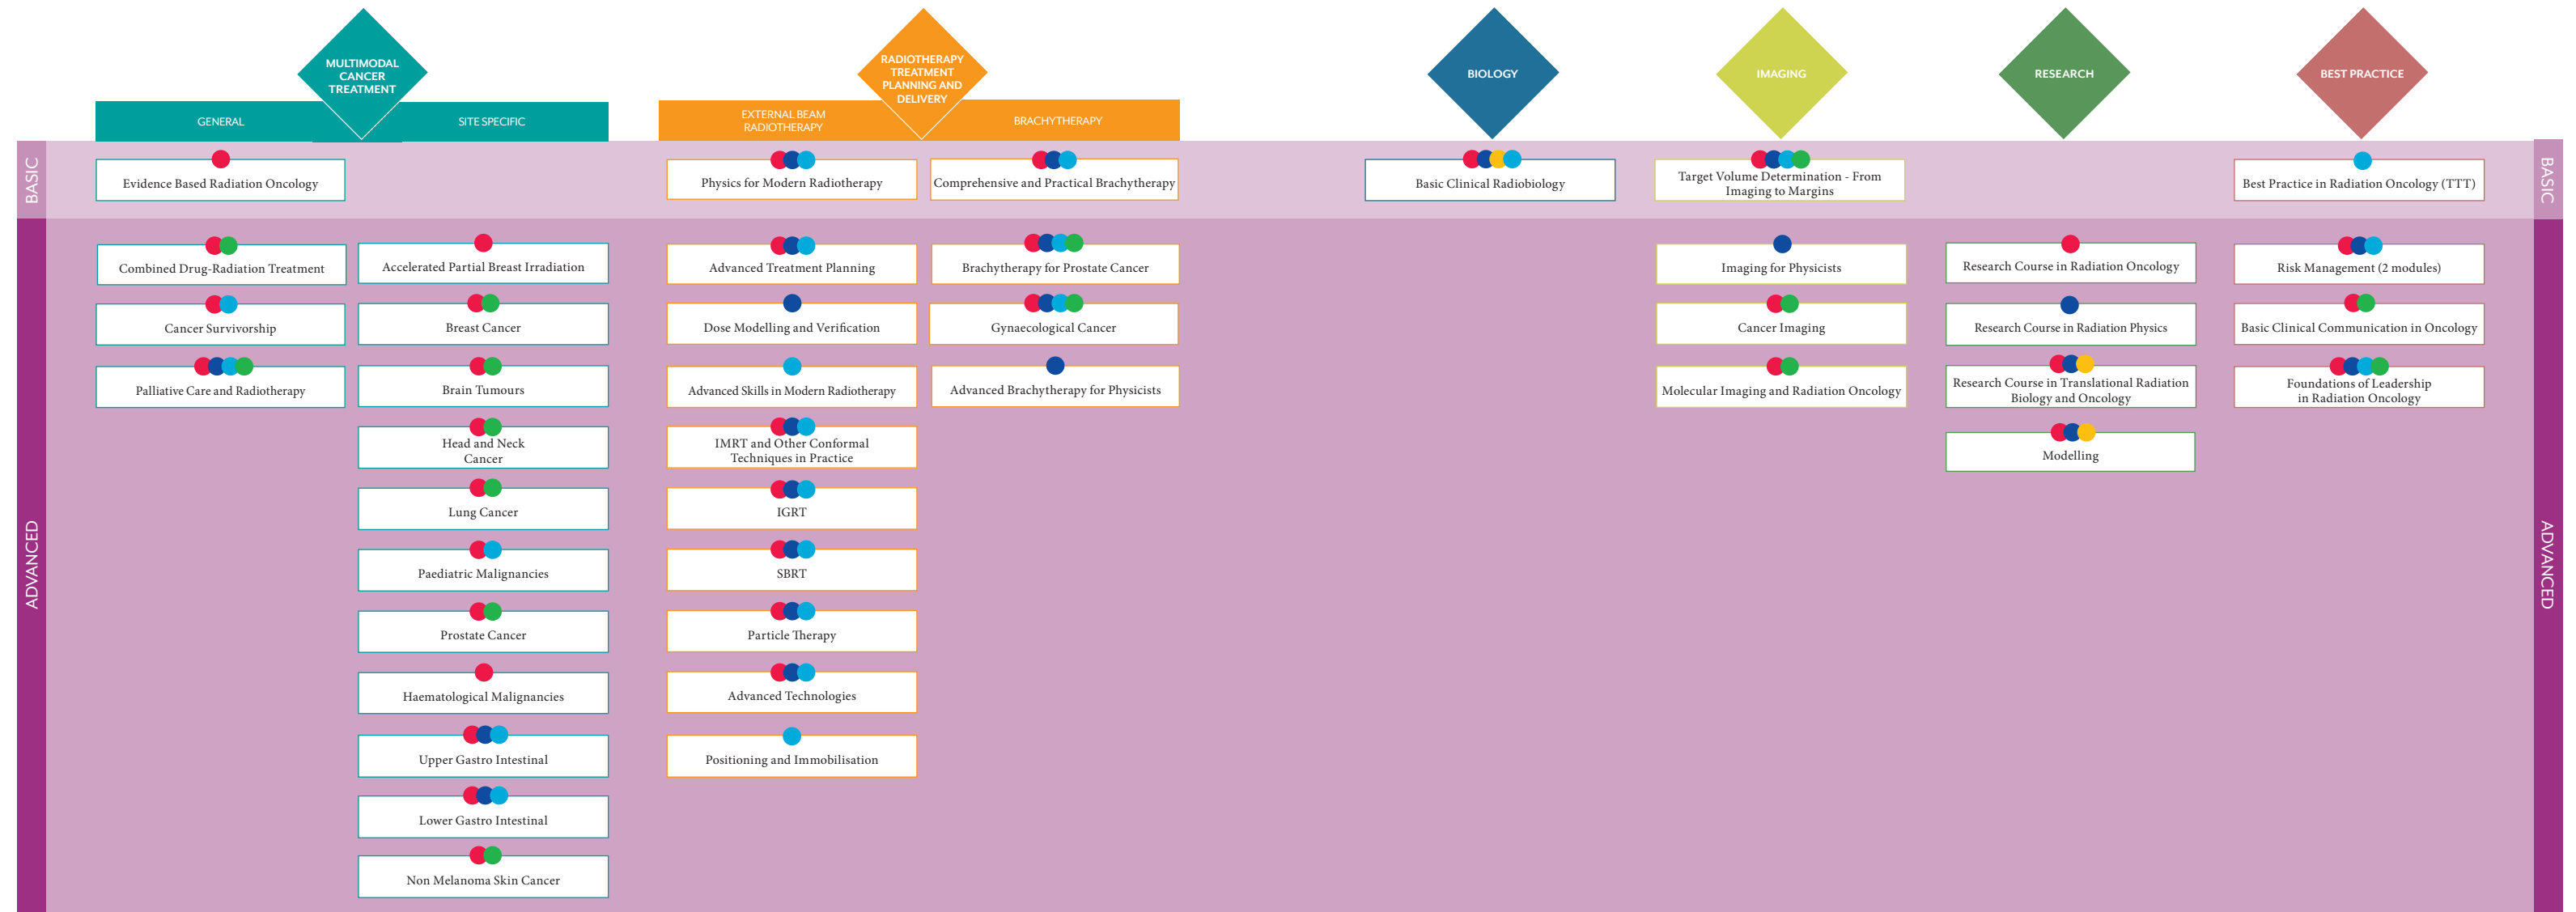 MULTIMODAL
CANCER
TREATMENT
RADIOTHERAPY
TREATMENT
PLANNING AND
DELIVERY
BIOLOGY
IMAGING
RESEARCH
BEST PRACTICE
GENERAL
SITE SPECIFIC
EXTERNAL BEAM
RADIOTHERAPY
BRACHYTHERAPY
BASIC
Evidence Based Radiation Oncology
Physics for Modern Radiotherapy
Comprehensive and Practical Brachytherapy
Basic Clinical Radiobiology
Target Volume Determination - From
Imaging to Margins
Best Practice in Radiation Oncology (TTT)
BASIC
ADVANCED
Combined Drug-Radiation Treatment
Cancer Survivorship
Palliative Care and Radiotherapy
Accelerated Partial Breast Irradiation
Breast Cancer
Brain Tumours
Head and Neck
Cancer
Lung Cancer
Paediatric Malignancies
Prostate Cancer
Haematological Malignancies
Upper Gastro Intestinal
Lower Gastro Intestinal
Non Melanoma Skin Cancer
Advanced Treatment Planning
Dose Modelling and Verification
Advanced Skills in Modern Radiotherapy
IMRT and Other Conformal
Techniques in Practice
IGRT
SBRT
Particle Therapy
Advanced Technologies
Positioning and Immobilisation
Brachytherapy for Prostate Cancer
Gynaecological Cancer
Advanced Brachytherapy for Physicists
Imaging for Physicists
Cancer Imaging
Molecular Imaging and Radiation Oncology
Research Course in Radiation Oncology
Research Course in Radiation Physics
Research Course in Translational Radiation
Biology and Oncology
Modelling
Risk Management (2 modules)
Basic Clinical Communication in Oncology
Foundations of Leadership
in Radiation Oncology
ADVANCED